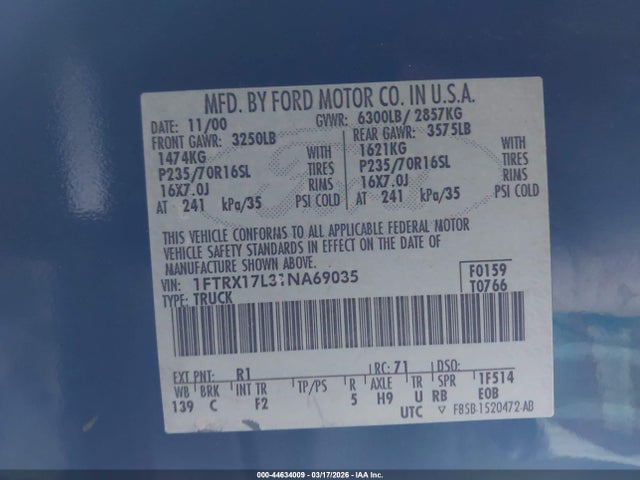 MFD. BY FORD MOTOR CO. IN U.S.A.
DATE: 11/00 GVWR: 6300LB/ 2857KG
FRONT GAWR: 3250LB REAR GAWR: 3575LB
1474KG WITH 1621KG WITH
P235/70R16SL TIRES P235/70R16SL TIRES
16X7.0J RIMS 16X7.0J RIMS
AT 241 kPa/35 PSI COLD AT 241 kPa/35 PSI COLD
THIS VEHICLE CONFORMS TO ALL APPLICABLE FEDERAL MOTOR
VEHICLE SAFETY STANDARDS IN EFFECT ON THE DATE OF
MANUFACTURE SHOWN ABOVE.
VIN: 1FTRX17L31NA69035 F0159
TYPE: TRUCK T0766
EXT PNT: R1 RC: 71 DSO:
WB BRK INT TR TP/PS R AXLE TR SPR 1F514
139 C F2 5 H9 U RB E0B
UTC F85B-1520472-AB
000-44634009 - 03/17/2026 - IAA Inc.